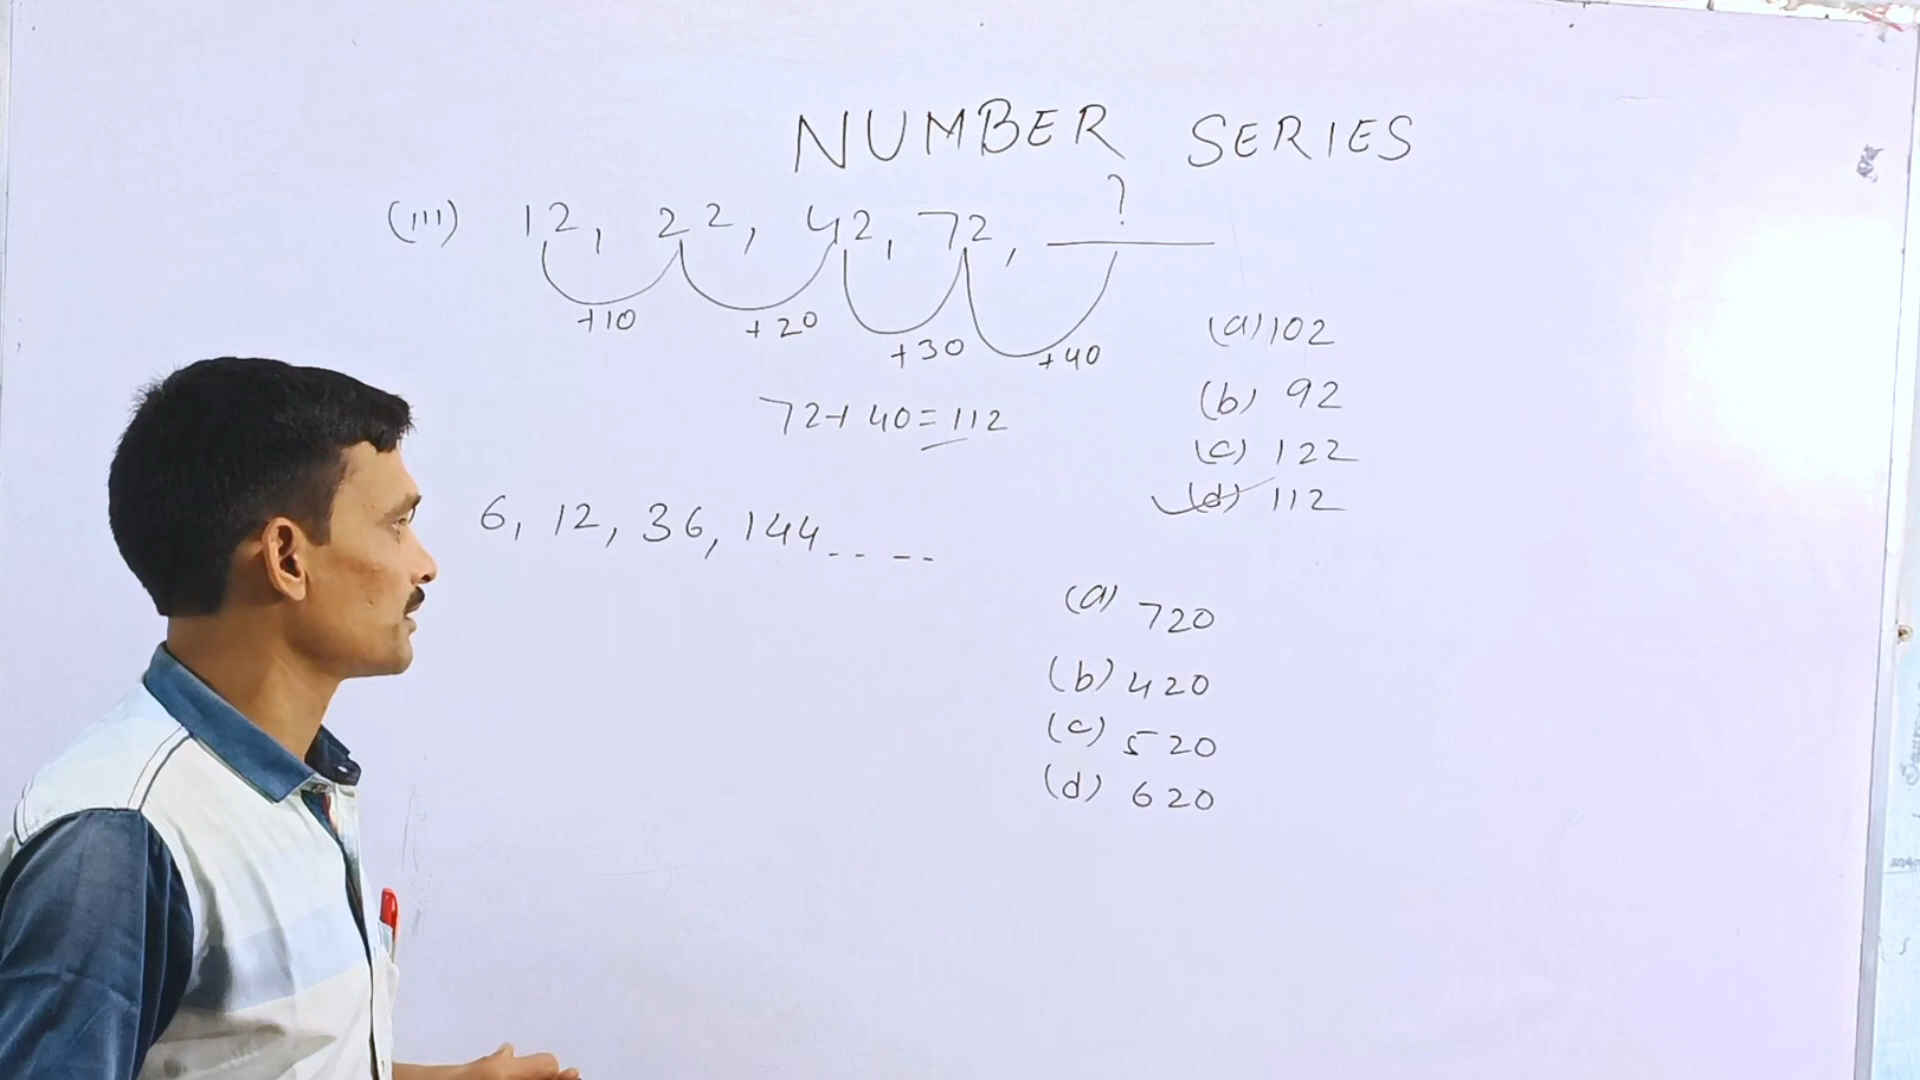 NUMBER SERIES
(III) 12, 22, 42, 72, ?
+10 +20 +30 +40
72+40=112
(a) 102
(b) 92
(c) 122
(d) 112
6, 12, 36, 144.. --
(a) 720
(b) 420
(c) 520
(d) 620